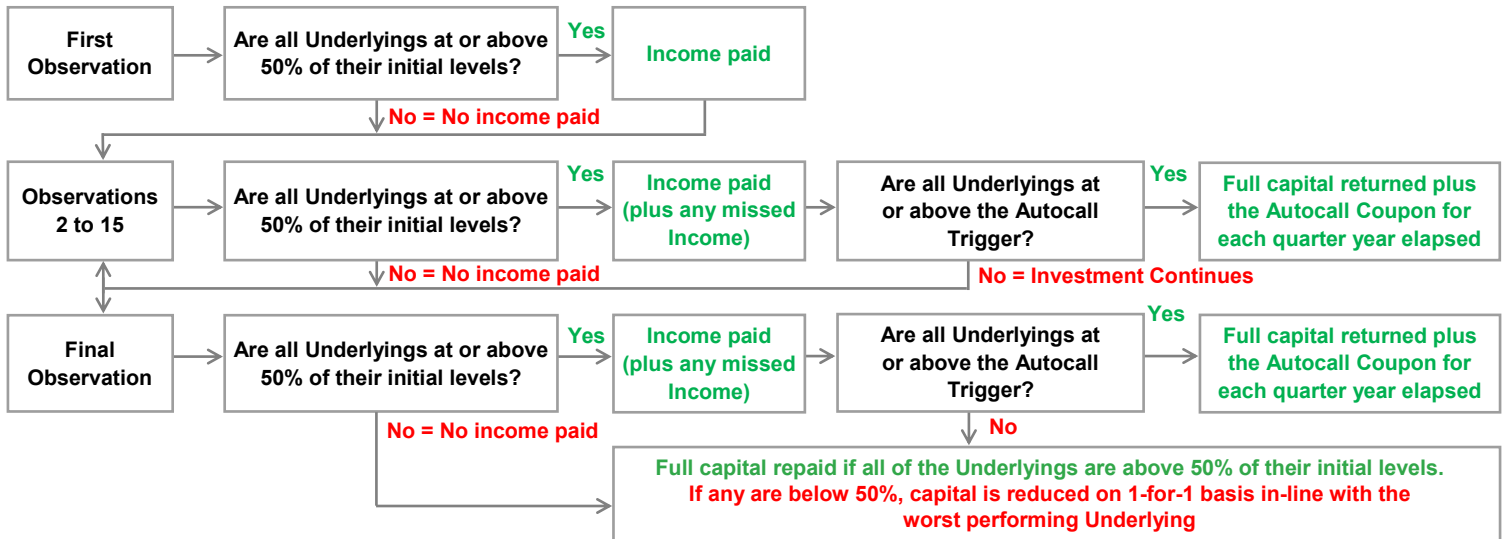 First
Observation
Are all Underlyings at or above
50% of their initial levels?
Yes
Income paid
No = No income paid
Observations
2 to 15
Are all Underlyings at or above
50% of their initial levels?
Yes
Income paid
(plus any missed
Income)
Are all Underlyings at
or above the Autocall
Trigger?
Yes
Full capital returned plus
the Autocall Coupon for
each quarter year elapsed
No = No income paid
No = Investment Continues
Final
Observation
Are all Underlyings at or above
50% of their initial levels?
Yes
Income paid
(plus any missed
Income)
Are all Underlyings at
or above the Autocall
Trigger?
Yes
Full capital returned plus
the Autocall Coupon for
each quarter year elapsed
No = No income paid
No
Full capital repaid if all of the Underlyings are above 50% of their initial levels.
If any are below 50%, capital is reduced on 1-for-1 basis in-line with the
worst performing Underlying